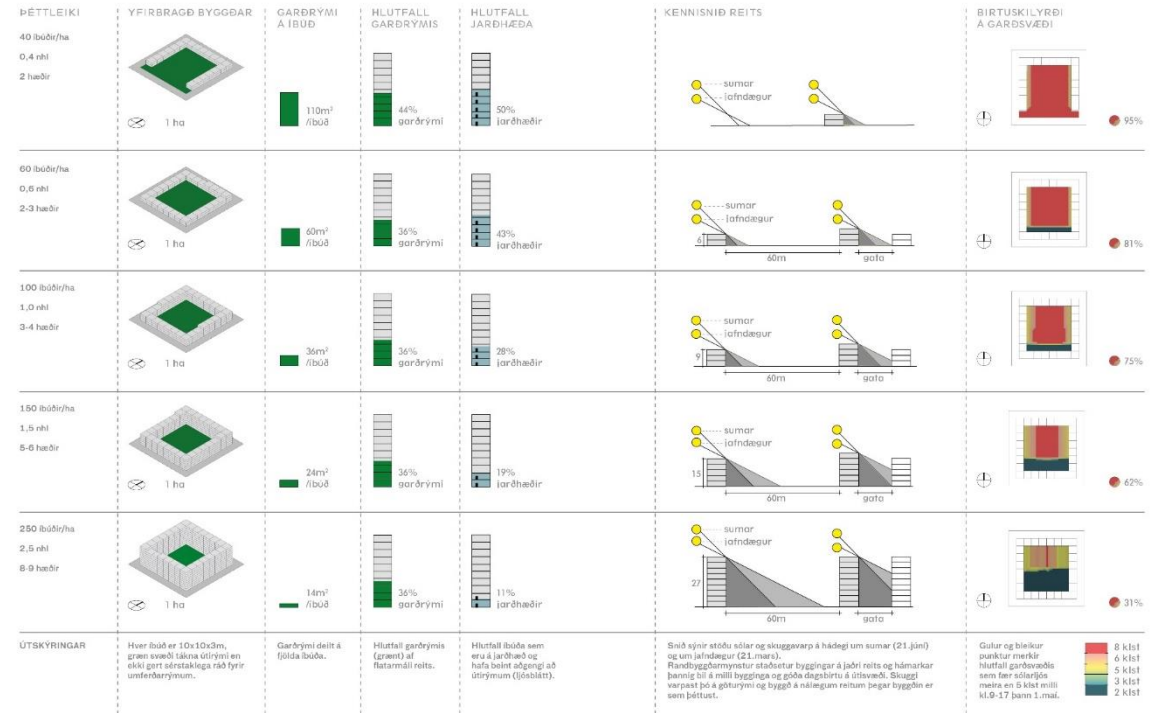 ÞÉTTLEIKI
YFIRBRAGÐ BYGGÐAR
GARÐRÝMI
Á ÍBÚÐ
HLUTFALL
GARÐRÝMIS
HLUTFALL
JARÐHÆÐA
KENNISNIÐ REITS
BIRTUSKILYRÐI
Á GARÐSVÆÐI
40 íbúðir/ha
0,4 nhl
2 hæðir
1 ha
110m²
/íbúð
44%
garðrými
50%
jarðhæðir
sumar
jafndægur
95%
60 íbúðir/ha
0,6 nhl
2-3 hæðir
1 ha
60m²
/íbúð
36%
garðrými
43%
jarðhæðir
sumar
jafndægur
6
60m
gata
81%
100 íbúðir/ha
1,0 nhl
3-4 hæðir
1 ha
36m²
/íbúð
36%
garðrými
28%
jarðhæðir
sumar
jafndægur
9
60m
gata
75%
150 íbúðir/ha
1,5 nhl
5-6 hæðir
1 ha
24m²
/íbúð
36%
garðrými
19%
jarðhæðir
sumar
jafndægur
15
60m
gata
62%
250 íbúðir/ha
2,5 nhl
8-9 hæðir
1 ha
14m²
/íbúð
36%
garðrými
11%
jarðhæðir
sumar
jafndægur
27
60m
gata
31%
ÚTSKÝRINGAR
Hver íbúð er 10x10x3m,
græn svæði tákna útirými en
ekki gert sérstaklega ráð fyrir
umferðarrýmum.
Garðrými deilt á
fjölda íbúða.
Hlutfall garðrýmis
(grænt) af
flatarmáli reits.
Hlutfall íbúða sem
eru á jarðhæð og
hafa beint aðgengi að
útirýmum (ljósblátt).
Snið sýnir stöðu sólar og skuggavarp á hádegi um sumar (21.júní)
og um jafndægur (21.mars).
Randbyggðarmynstur staðsetur byggingar á jaðri reits og hámarkar
þannig bil á milli bygginga og góða dagsbirtu á útisvæði. Skuggi
varpast þó á göturými og byggð á nálægum reitum þegar byggðin er
sem þéttust.
Gulur og bleikur
punktur merkir
hlutfall garðsvæðis
sem fær sólarljós
meira en 5 klst milli
kl.9-17 þann 1.maí.
8 klst
6 klst
5 klst
3 klst
2 klst